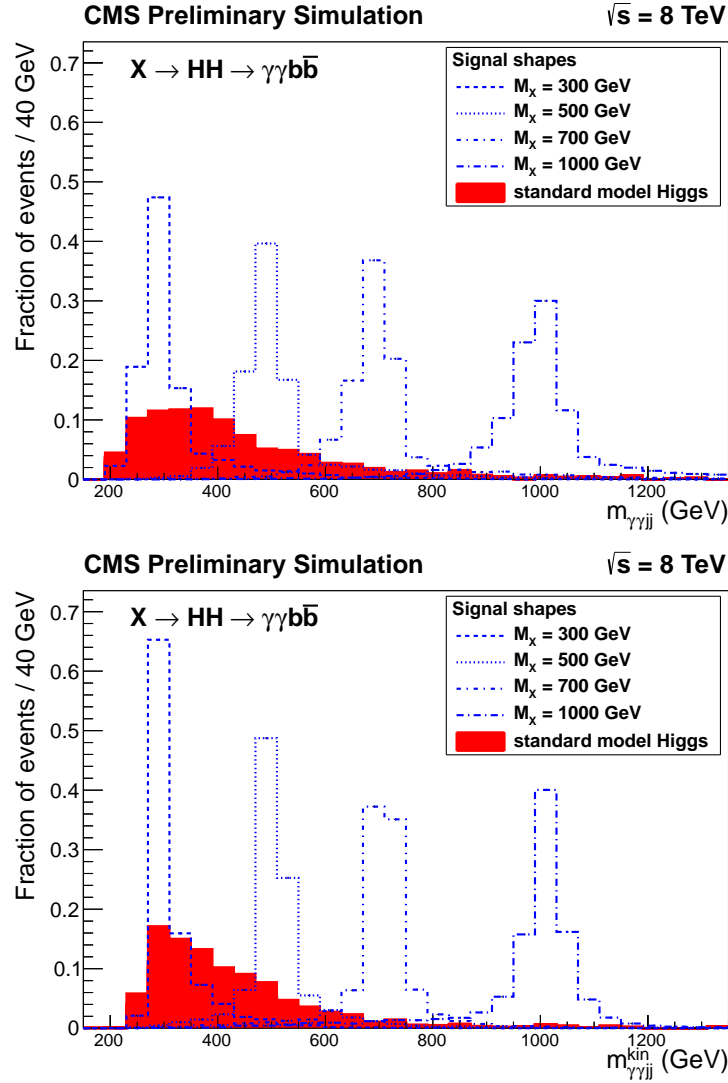 CMS Preliminary Simulation √s = 8 TeV
X → HH → γγbb̅
Signal shapes
M_X = 300 GeV
M_X = 500 GeV
M_X = 700 GeV
M_X = 1000 GeV
standard model Higgs
Fraction of events / 40 GeV
0.7
0.6
0.5
0.4
0.3
0.2
0.1
0
200 400 600 800 1000 1200
m_γγjj (GeV)
CMS Preliminary Simulation √s = 8 TeV
X → HH → γγbb̅
Signal shapes
M_X = 300 GeV
M_X = 500 GeV
M_X = 700 GeV
M_X = 1000 GeV
standard model Higgs
Fraction of events / 40 GeV
0.7
0.6
0.5
0.4
0.3
0.2
0.1
0
200 400 600 800 1000 1200
m^kin_γγjj (GeV)